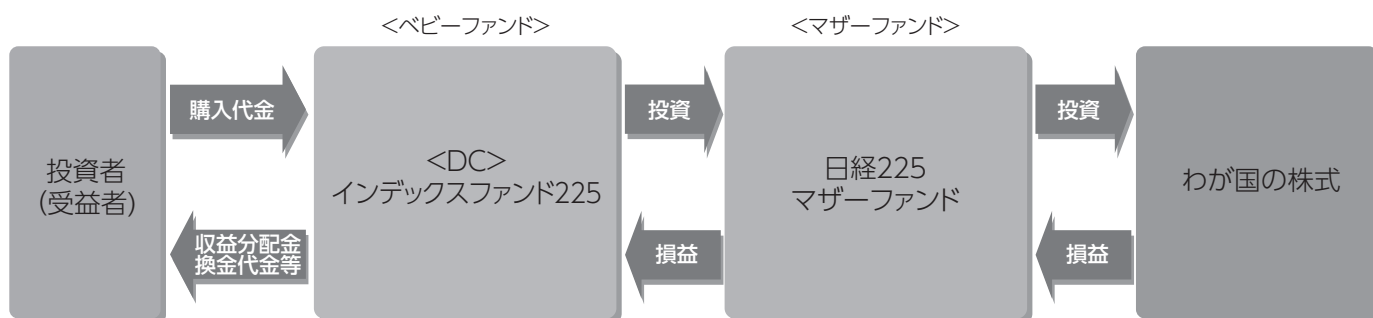 <ベビーファンド>
<マザーファンド>
投資者
(受益者)
購入代金
収益分配金
換金代金等
<DC>
インデックスファンド225
投資
損益
日経225
マザーファンド
投資
損益
わが国の株式